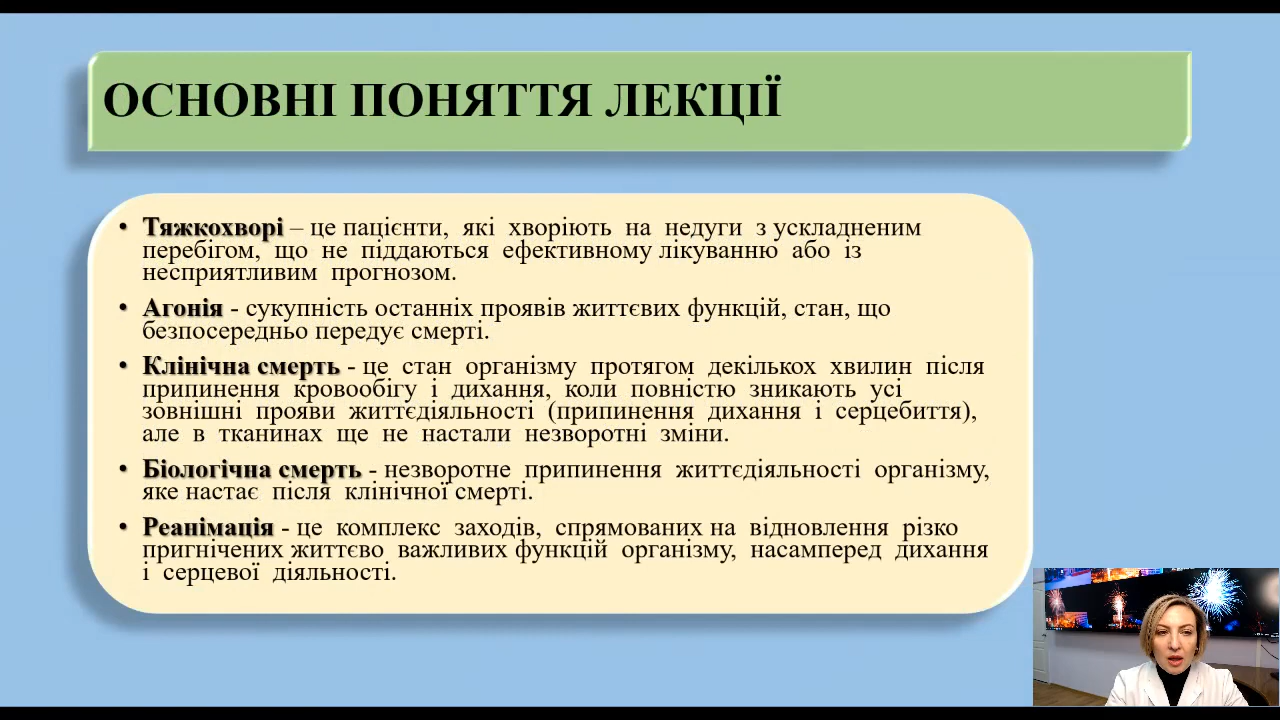 ОСНОВНІ ПОНЯТТЯ ЛЕКЦІЇ
• Тяжкохворі – це пацієнти, які хворіють на недуги з ускладненим
перебігом, що не піддаються ефективному лікуванню або із
несприятливим прогнозом.
• Агонія - сукупність останніх проявів життєвих функцій, стан, що
безпосередньо передує смерті.
• Клінічна смерть - це стан організму протягом декількох хвилин після
припинення кровообігу і дихання, коли повністю зникають усі
зовнішні прояви життєдіяльності (припинення дихання і серцебиття),
але в тканинах ще не настали незворотні зміни.
• Біологічна смерть - незворотне припинення життєдіяльності організму,
яке настає після клінічної смерті.
• Реанімація - це комплекс заходів, спрямованих на відновлення різко
пригнічених життєво важливих функцій організму, насамперед дихання
і серцевої діяльності.